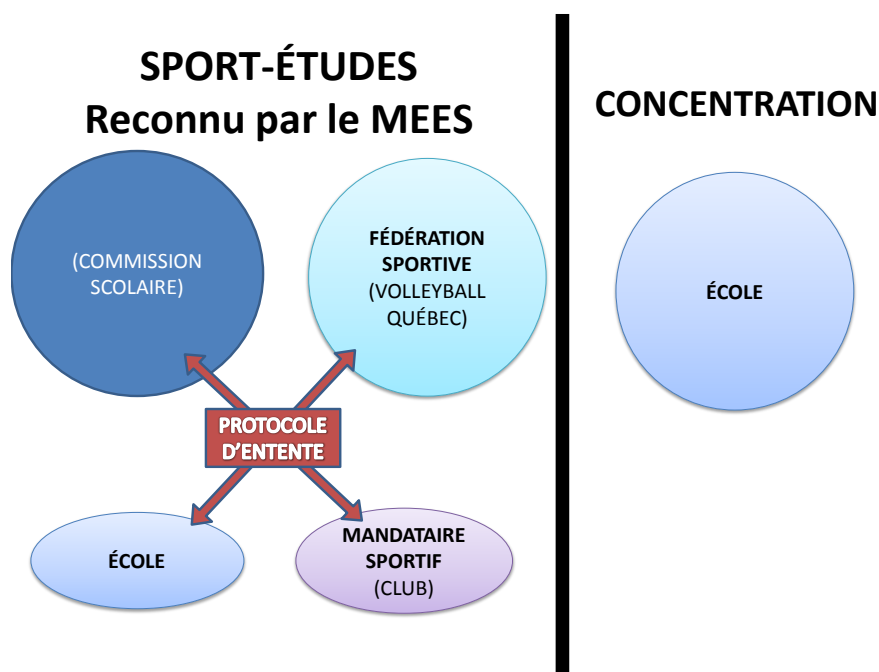 SPORT-ÉTUDES
Reconnu par le MEES
(COMMISSION
SCOLAIRE)
FÉDÉRATION
SPORTIVE
(VOLLEYBALL
QUÉBEC)
PROTOCOLE
D'ENTENTE
ÉCOLE
MANDATAIRE
SPORTIF
(CLUB)
CONCENTRATION
ÉCOLE